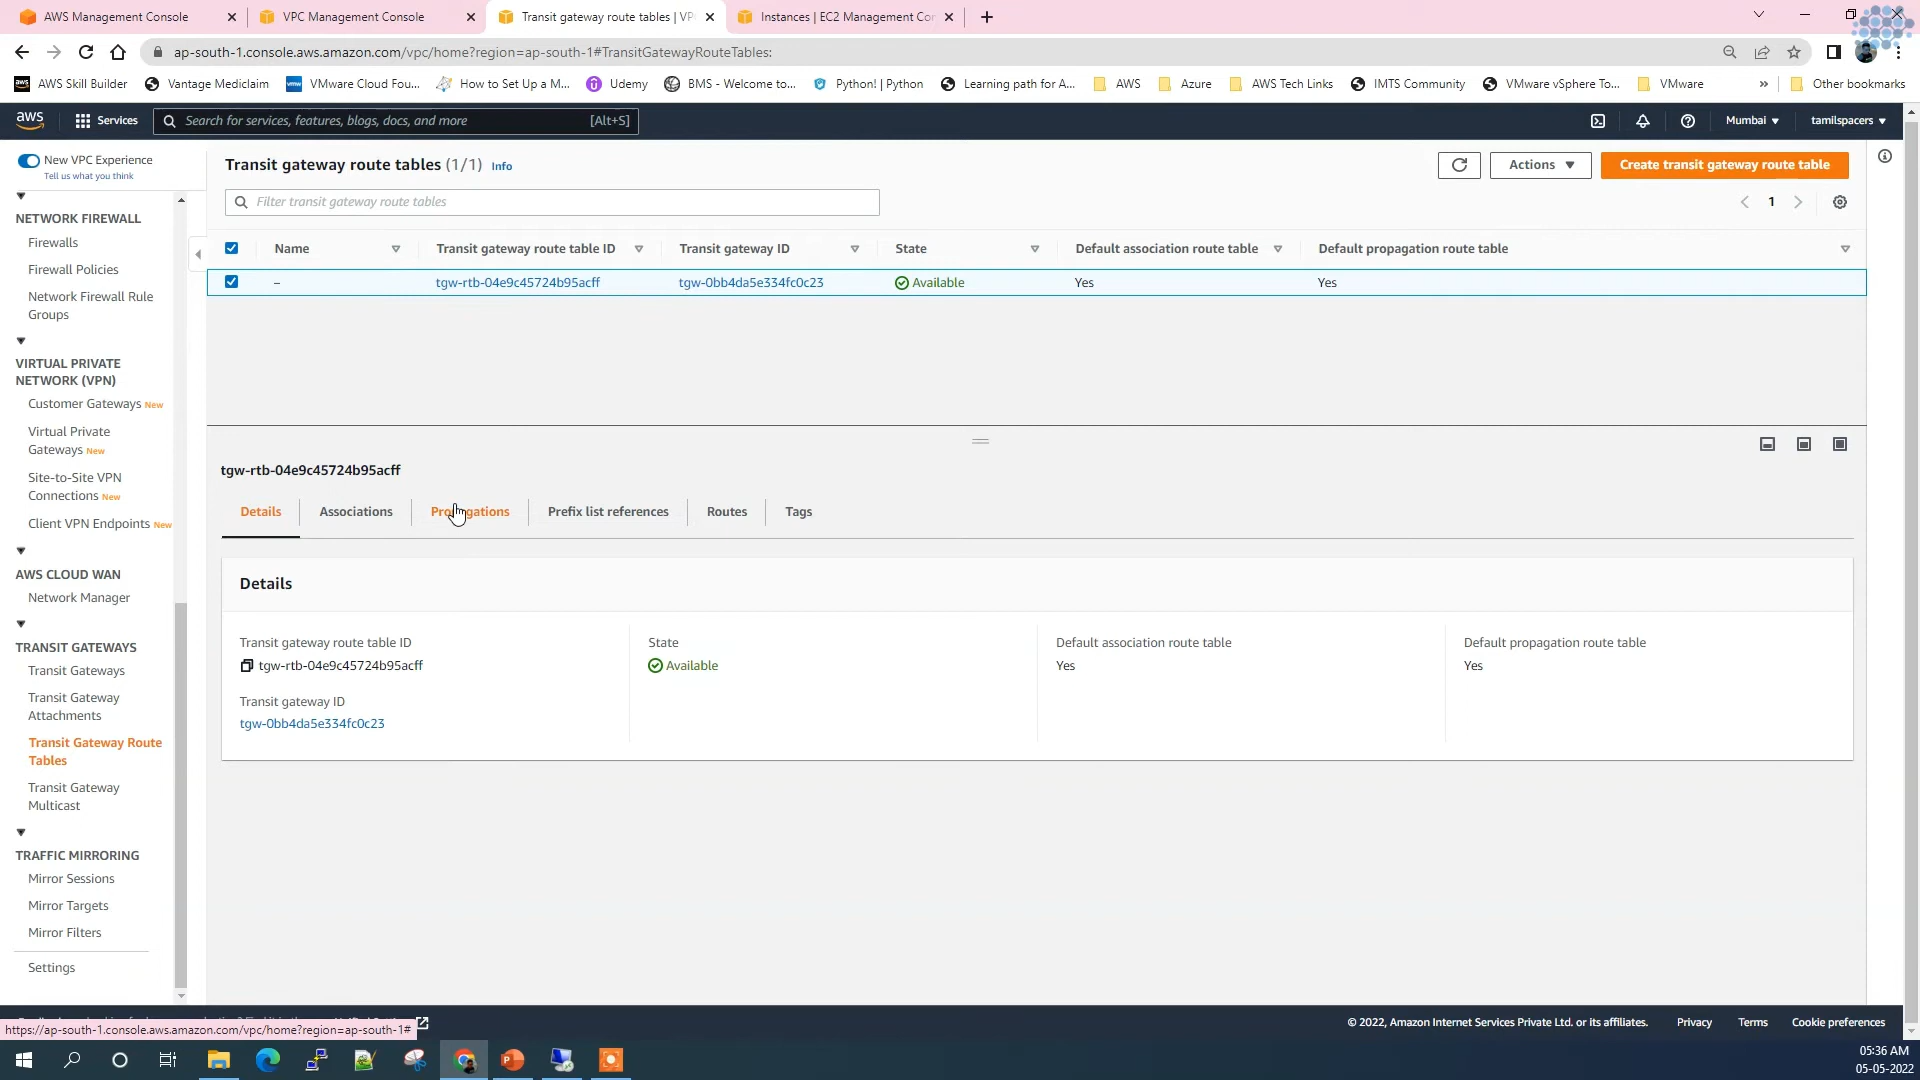 AWS Management Console
VPC Management Console
Transit gateway route tables | VP
Instances | EC2 Management Con
ap-south-1.console.aws.amazon.com/vpc/home?region=ap-south-1#TransitGatewayRouteTables:
AWS Skill Builder
Vantage Mediclaim
VMware Cloud Fou...
How to Set Up a M...
Udemy
BMS - Welcome to...
Python! | Python
Learning path for A...
AWS
Azure
AWS Tech Links
IMTS Community
VMware vSphere To...
VMware
»
Other bookmarks
aws
Services
Search for services, features, blogs, docs, and more
[Alt+S]
Mumbai
tamilspacers
New VPC Experience
Tell us what you think
NETWORK FIREWALL
Firewalls
Firewall Policies
Network Firewall Rule
Groups
VIRTUAL PRIVATE
NETWORK (VPN)
Customer Gateways New
Virtual Private
Gateways New
Site-to-Site VPN
Connections New
Client VPN Endpoints New
AWS CLOUD WAN
Network Manager
TRANSIT GATEWAYS
Transit Gateways
Transit Gateway
Attachments
Transit Gateway Route
Tables
Transit Gateway
Multicast
TRAFFIC MIRRORING
Mirror Sessions
Mirror Targets
Mirror Filters
Settings
Transit gateway route tables (1/1) Info
Actions
Create transit gateway route table
Filter transit gateway route tables
1
Name
Transit gateway route table ID
Transit gateway ID
State
Default association route table
Default propagation route table
–
tgw-rtb-04e9c45724b95acff
tgw-0bb4da5e334fc0c23
Available
Yes
Yes
tgw-rtb-04e9c45724b95acff
Details
Associations
Propagations
Prefix list references
Routes
Tags
Details
Transit gateway route table ID
tgw-rtb-04e9c45724b95acff
State
Available
Default association route table
Yes
Default propagation route table
Yes
Transit gateway ID
tgw-0bb4da5e334fc0c23
https://ap-south-1.console.aws.amazon.com/vpc/home?region=ap-south-1#
© 2022, Amazon Internet Services Private Ltd. or its affiliates.
Privacy
Terms
Cookie preferences
05:36 AM
05-05-2022